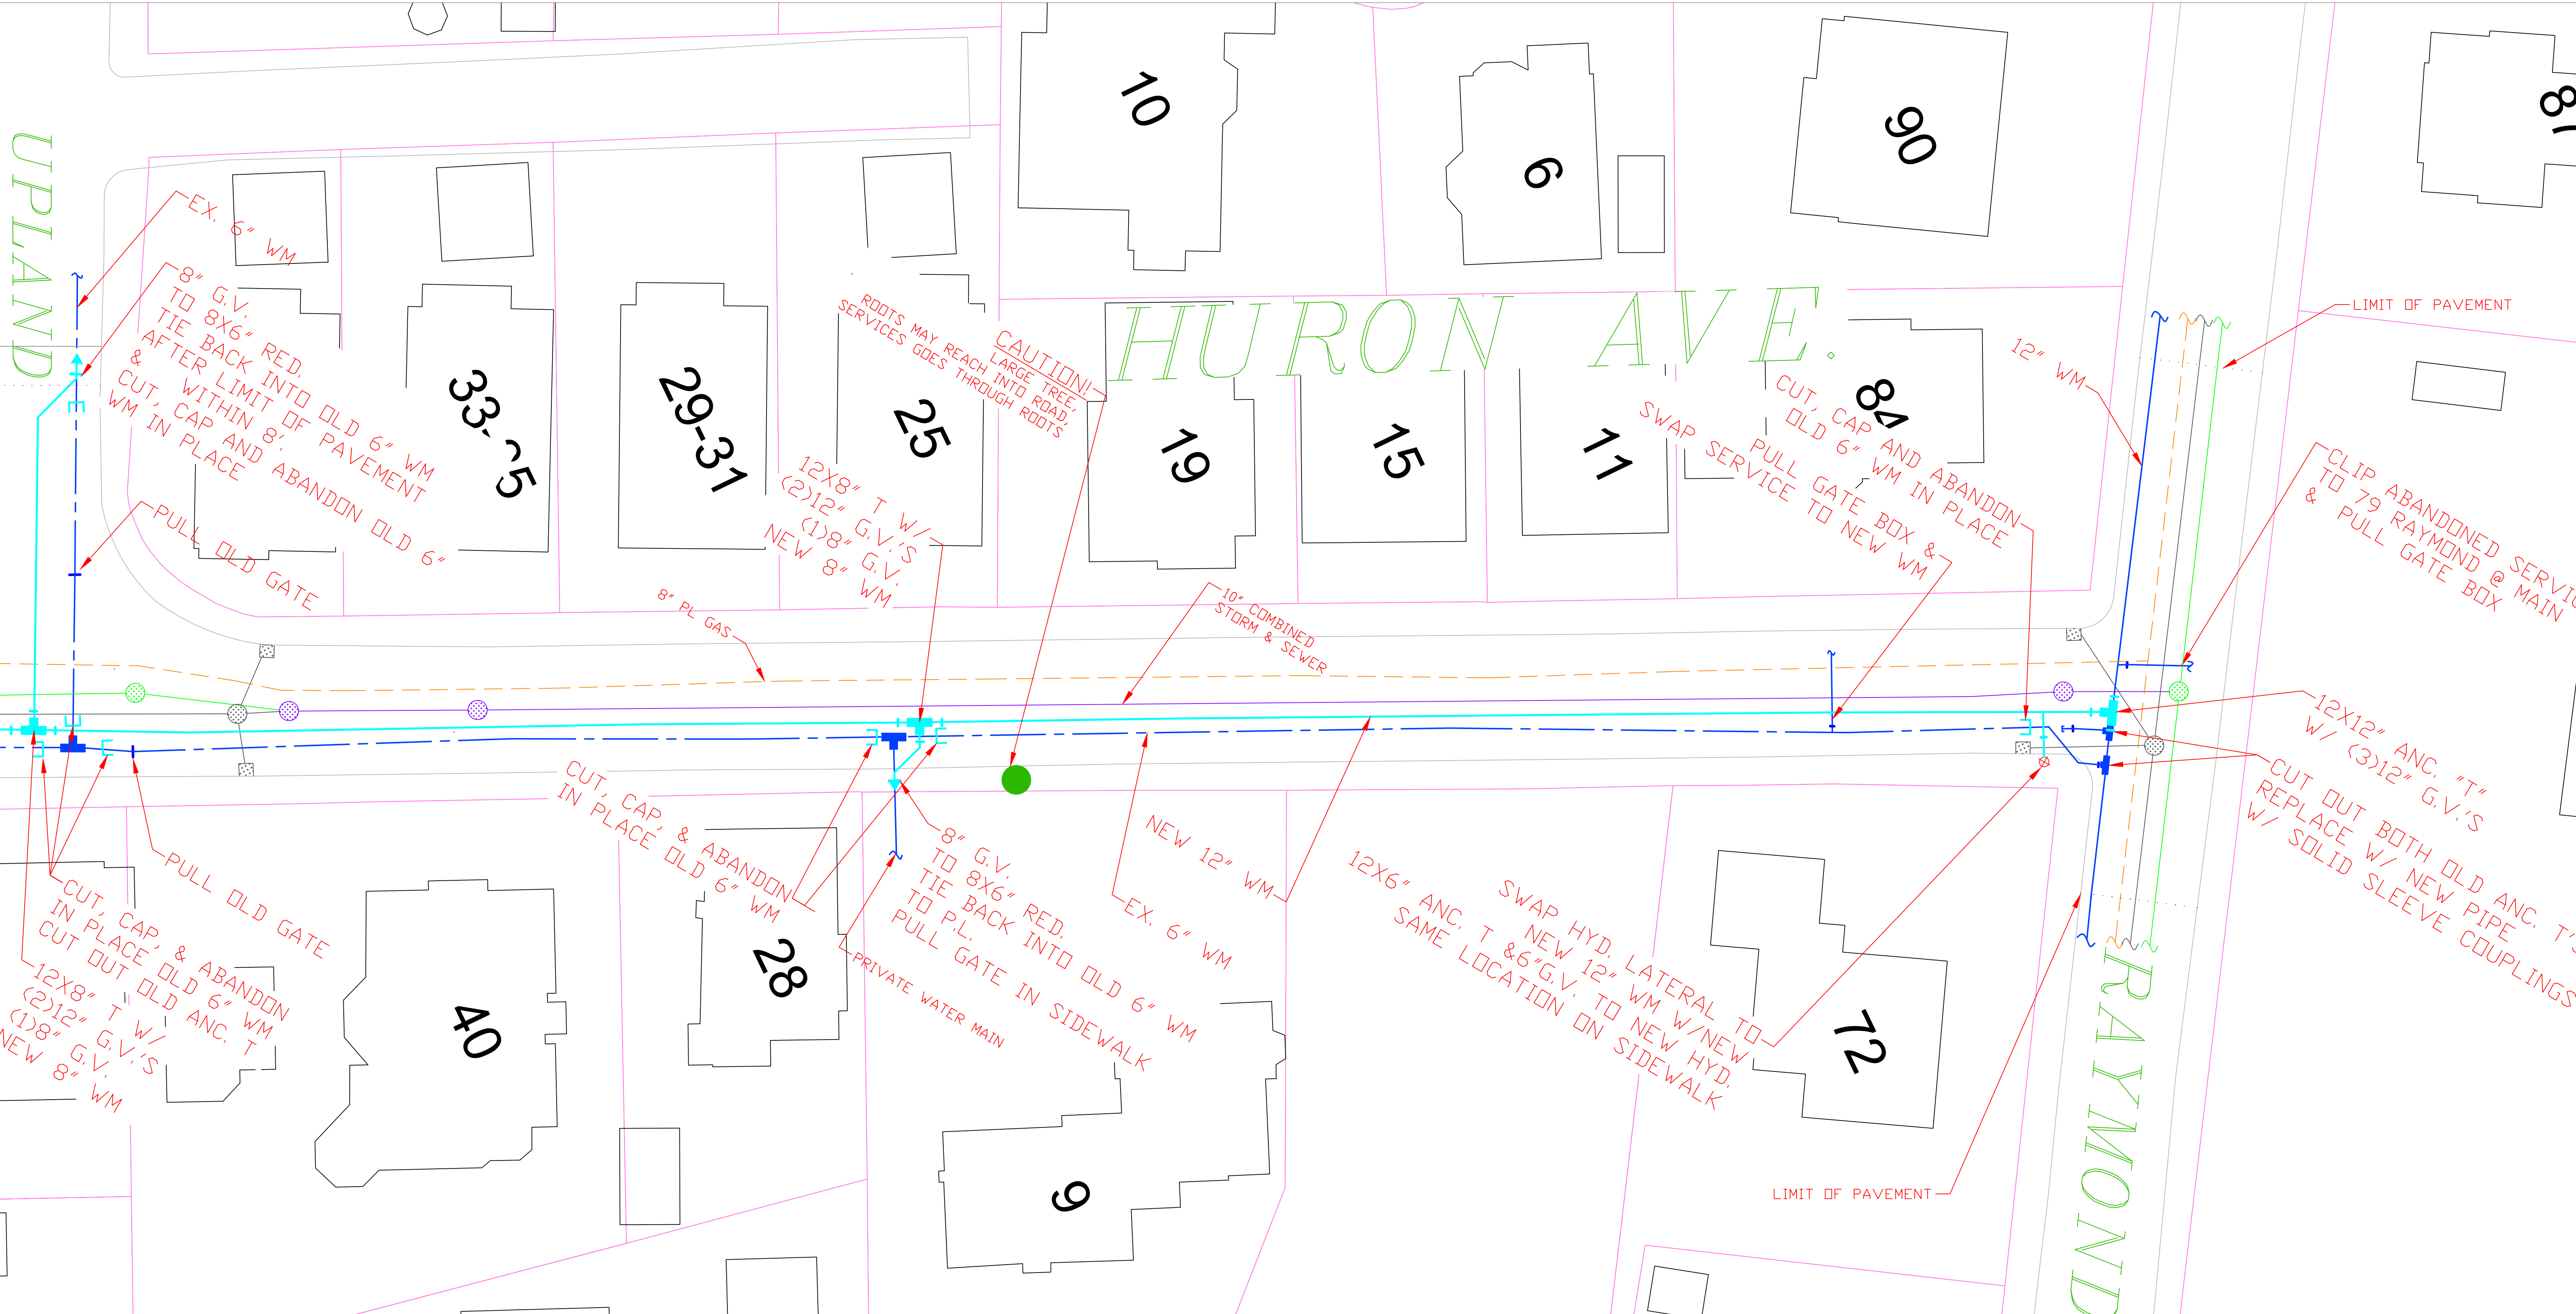 UPLAND
EX. 6" WM
8" G.V.
TO 8X6" RED.
TIE BACK INTO OLD 6" WM
AFTER LIMIT OF PAVEMENT
& WITHIN 8',
CUT, CAP AND ABANDON OLD 6"
WM IN PLACE
PULL OLD GATE
29-31
25
10
6
90
19
15
11
84
HURON AVE.
CAUTION!
LARGE TREE,
ROOTS MAY REACH INTO ROAD,
SERVICES GOES THROUGH ROOTS
12X8" T W/
(2)12" G.V.'S
(1)8" G.V.
NEW 8" WM
8" PL GAS
10" COMBINED
STORM & SEWER
CUT, CAP AND ABANDON
OLD 6" WM IN PLACE
PULL GATE BOX &
SWAP SERVICE TO NEW WM
12" WM
LIMIT OF PAVEMENT
CLIP ABANDONED
TO 79 RAYMOND @ MAIN
& PULL GATE BOX
12X12" ANC. "T"
W/ (3)12" G.V.'S
CUT OUT BOTH OLD ANC. T'S
REPLACE W/ NEW PIPE
W/ SOLID SLEEVE COUPLINGS
CUT, CAP, & ABANDON
IN PLACE OLD 6" WM
CUT OUT OLD ANC. T
12X8" T W/
(2)12" G.V.'S
(1)8" G.V.
NEW 8" WM
PULL OLD GATE
40
CUT, CAP, & ABANDON
IN PLACE OLD 6" WM
28
8" G.V.
TO 8X6" RED.
TIE BACK INTO OLD 6" WM
TO P.L.
PULL GATE IN SIDEWALK
PRIVATE WATER MAIN
9
EX. 6" WM
NEW 12" WM
SWAP HYD. LATERAL TO
NEW 12" WM W/NEW
12X6" ANC. T &6"G.V. TO NEW HYD.
SAME LOCATION ON SIDEWALK
72
LIMIT OF PAVEMENT
RAYMOND